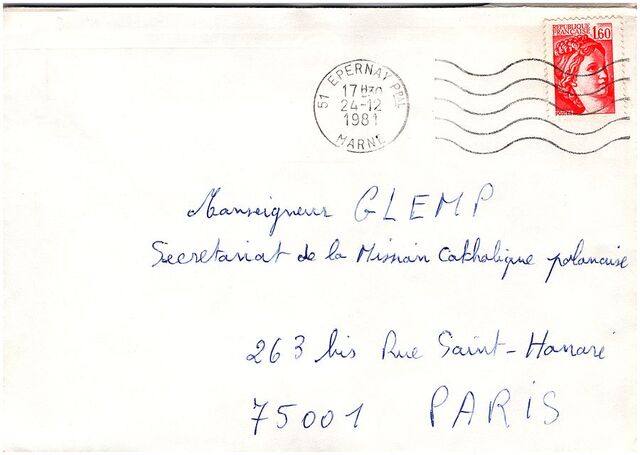 REPUBLIQUE
FRANÇAISE 1,60
POSTES
51 EPERNAY PPAL
17H30
24-12
1981
MARNE
Monseigneur GLEMP
Secretariat de la Mission Catholique polonaise
263 bis Rue Saint-Honoré
75001 PARIS